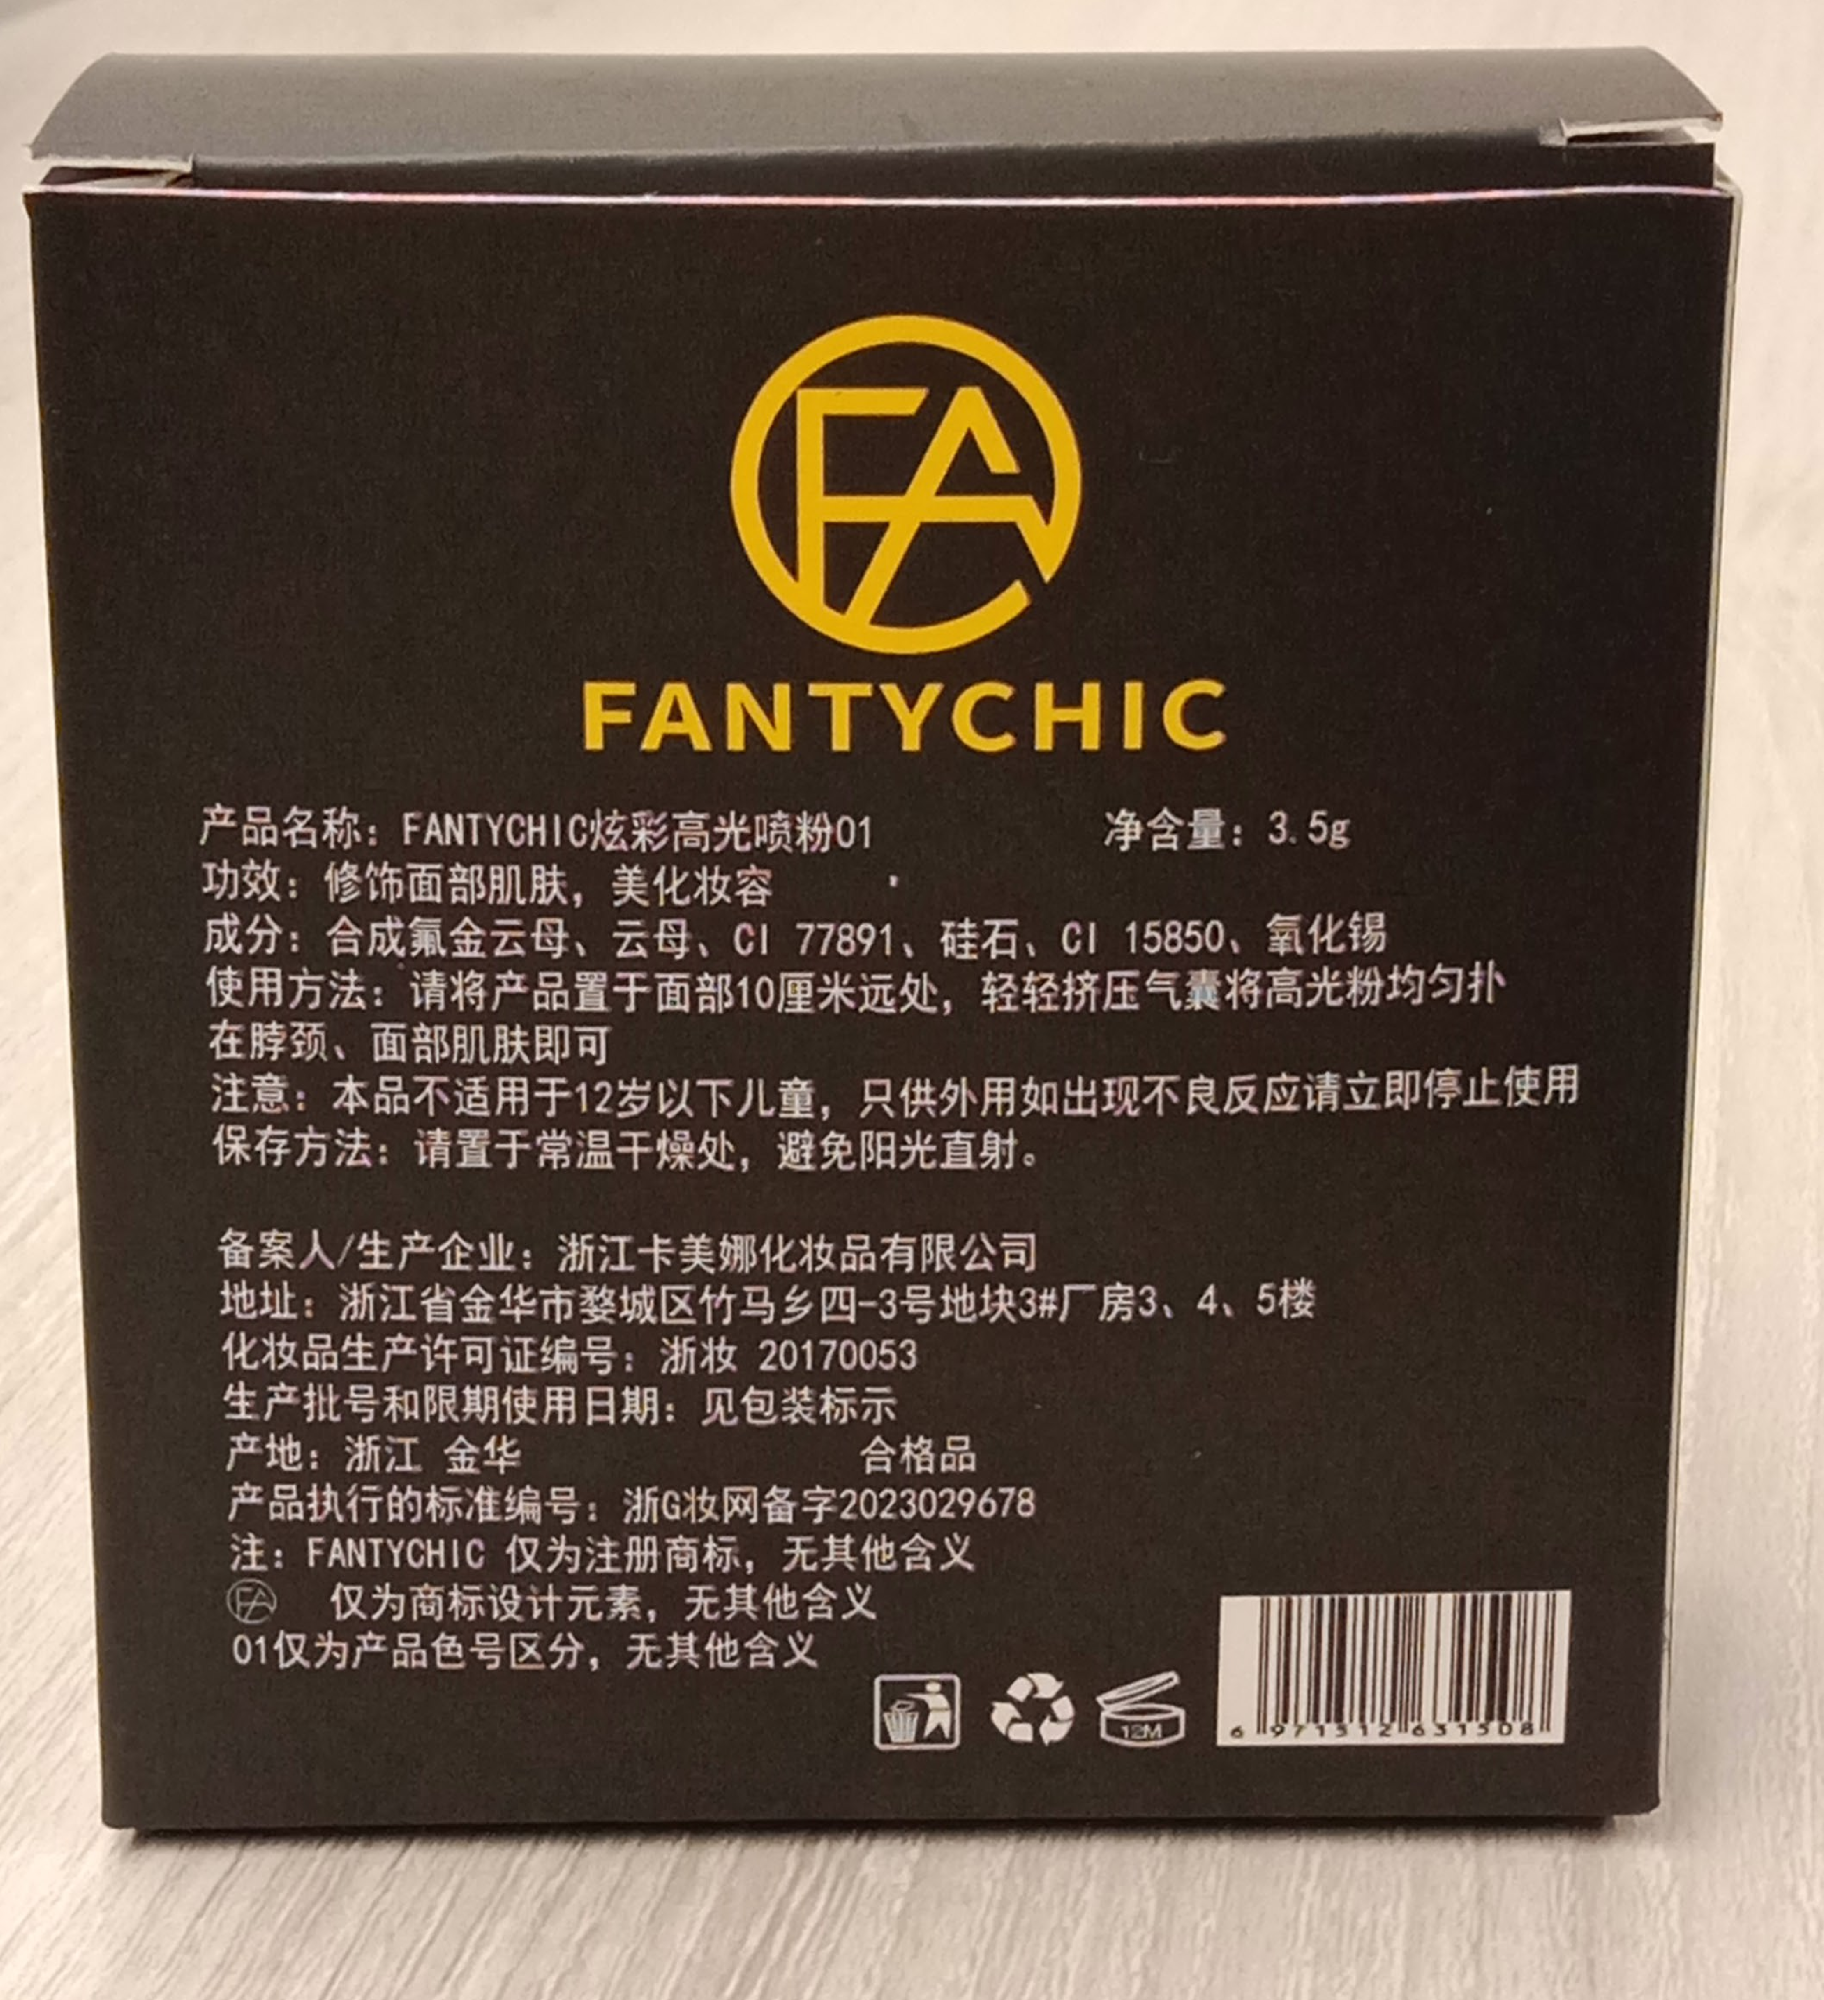 FA
FANTYCHIC
产品名称：FANTYCHIC炫彩高光喷粉01 净含量：3.5g
功效：修饰面部肌肤，美化妆容
成分：合成氟金云母、云母、CI 77891、硅石、CI 15850、氧化锡
使用方法：请将产品置于面部10厘米远处，轻轻挤压气囊将高光粉均匀扑
在脖颈、面部肌肤即可
注意：本品不适用于12岁以下儿童，只供外用如出现不良反应请立即停止使用
保存方法：请置于常温干燥处，避免阳光直射。
备案人/生产企业：浙江卡美娜化妆品有限公司
地址：浙江省金华市婺城区竹马乡四-3号地块3#厂房3、4、5楼
化妆品生产许可证编号：浙妆 20170053
生产批号和限期使用日期：见包装标示
产地：浙江 金华 合格品
产品执行的标准编号：浙G妆网备字2023029678
注：FANTYCHIC 仅为注册商标，无其他含义
FA 仅为商标设计元素，无其他含义
01仅为产品色号区分，无其他含义
12M
6 971312 631508